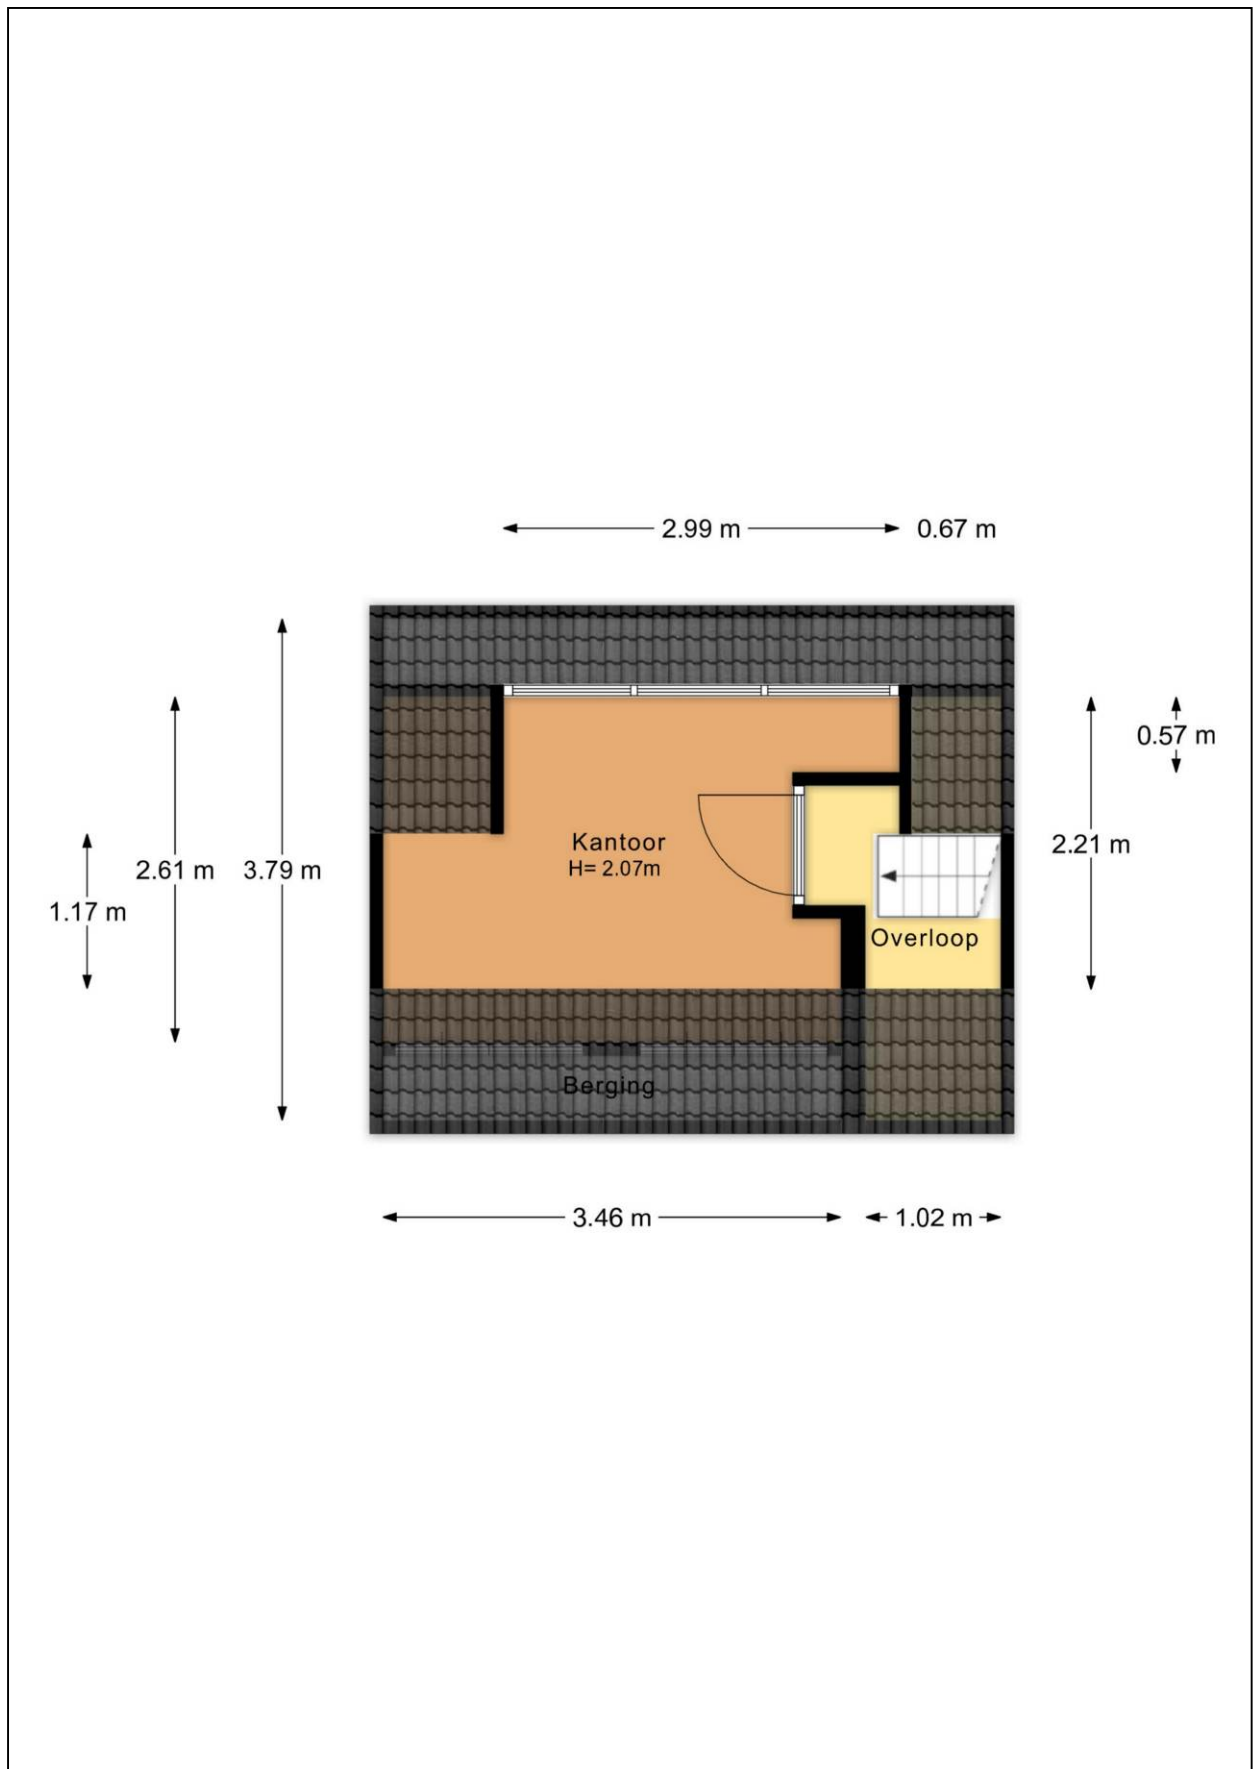 2.99 m
0.67 m
0.57 m
Kantoor
H= 2.07m
2.21 m
2.61 m
3.79 m
1.17 m
Overloop
Berging
3.46 m
1.02 m